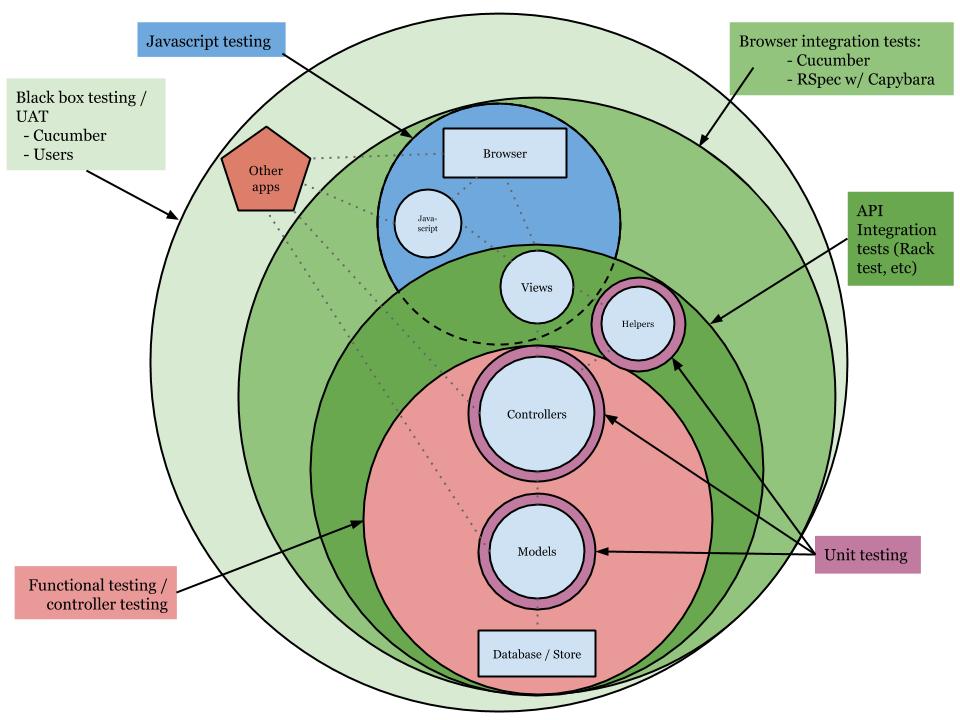 Javascript testing
Browser integration tests:
- Cucumber
- RSpec w/ Capybara
Black box testing /
UAT
- Cucumber
- Users
Other
apps
Browser
Java-
script
API
Integration
tests (Rack
test, etc)
Views
Helpers
Controllers
Models
Unit testing
Functional testing /
controller testing
Database / Store